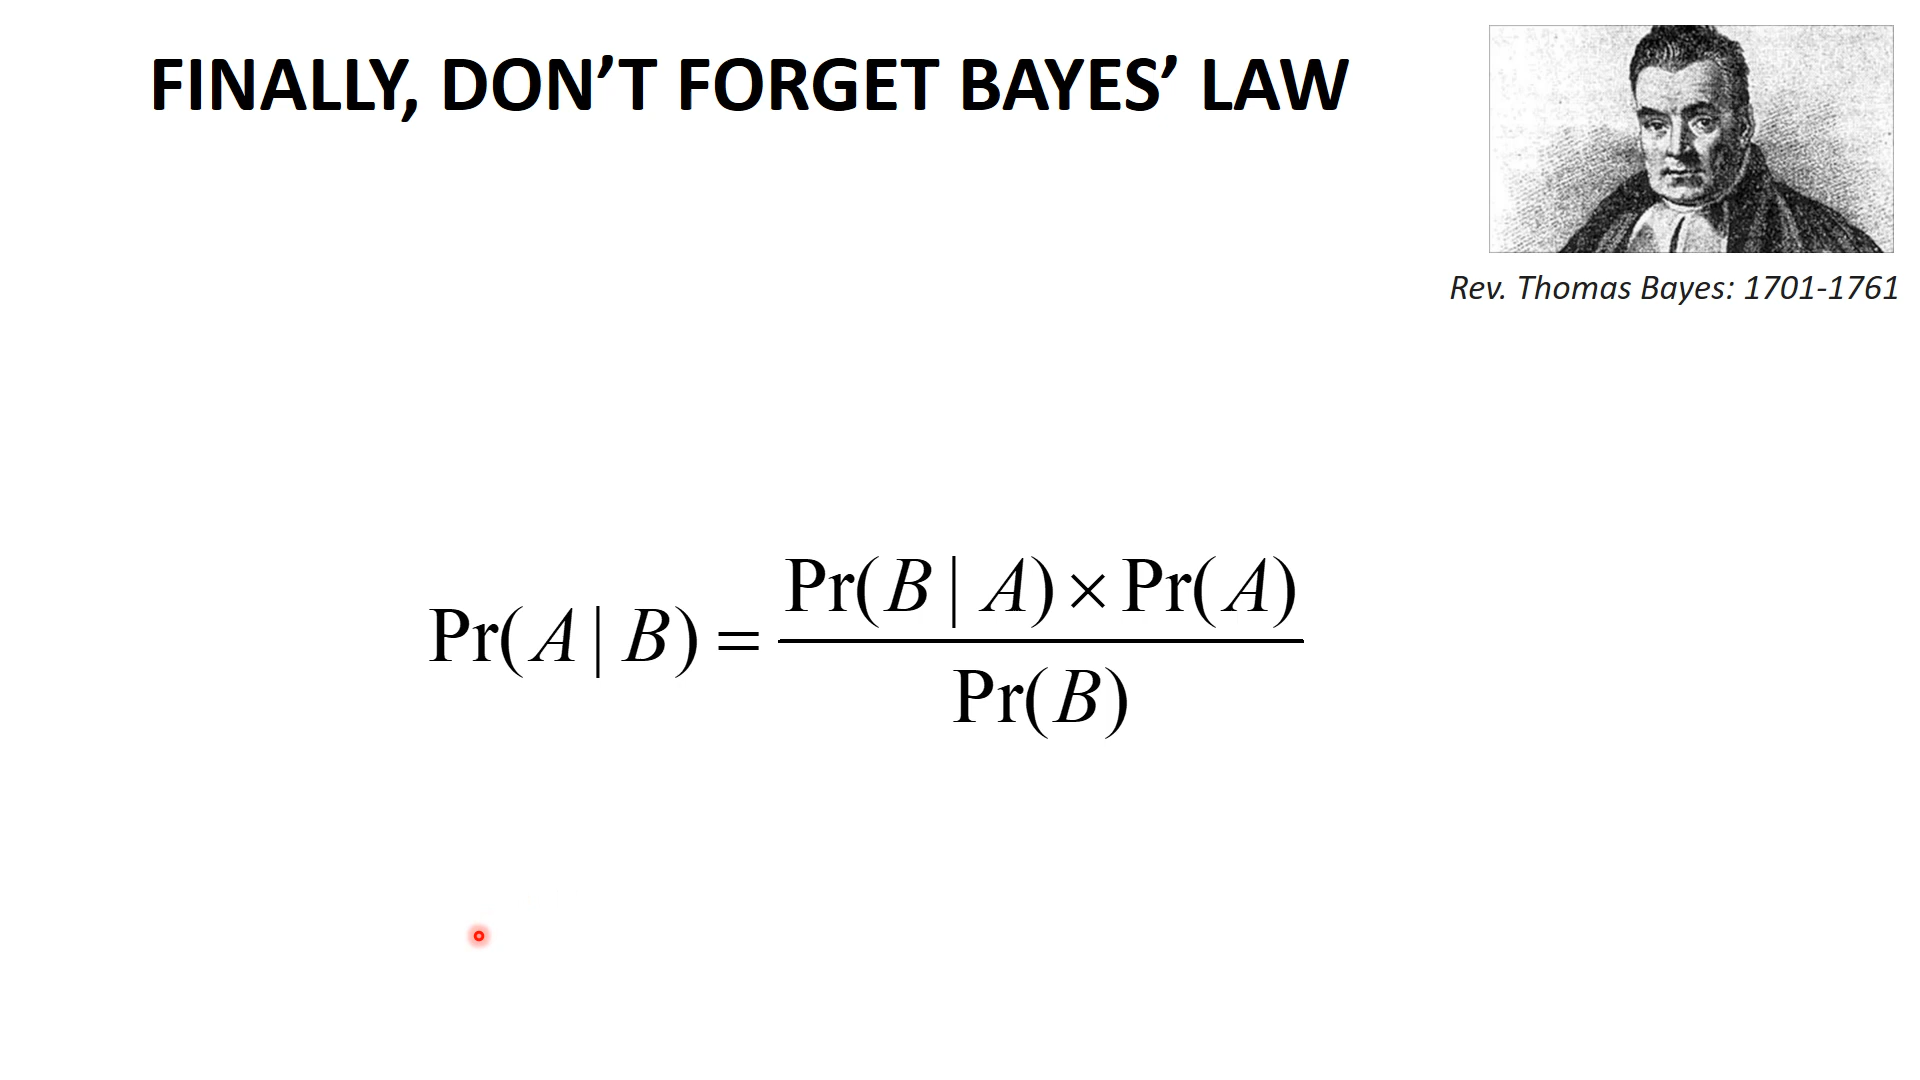 FINALLY, DON’T FORGET BAYES’ LAW
Rev. Thomas Bayes: 1701-1761
Pr(A | B) = Pr(B | A) × Pr(A)
Pr(B)